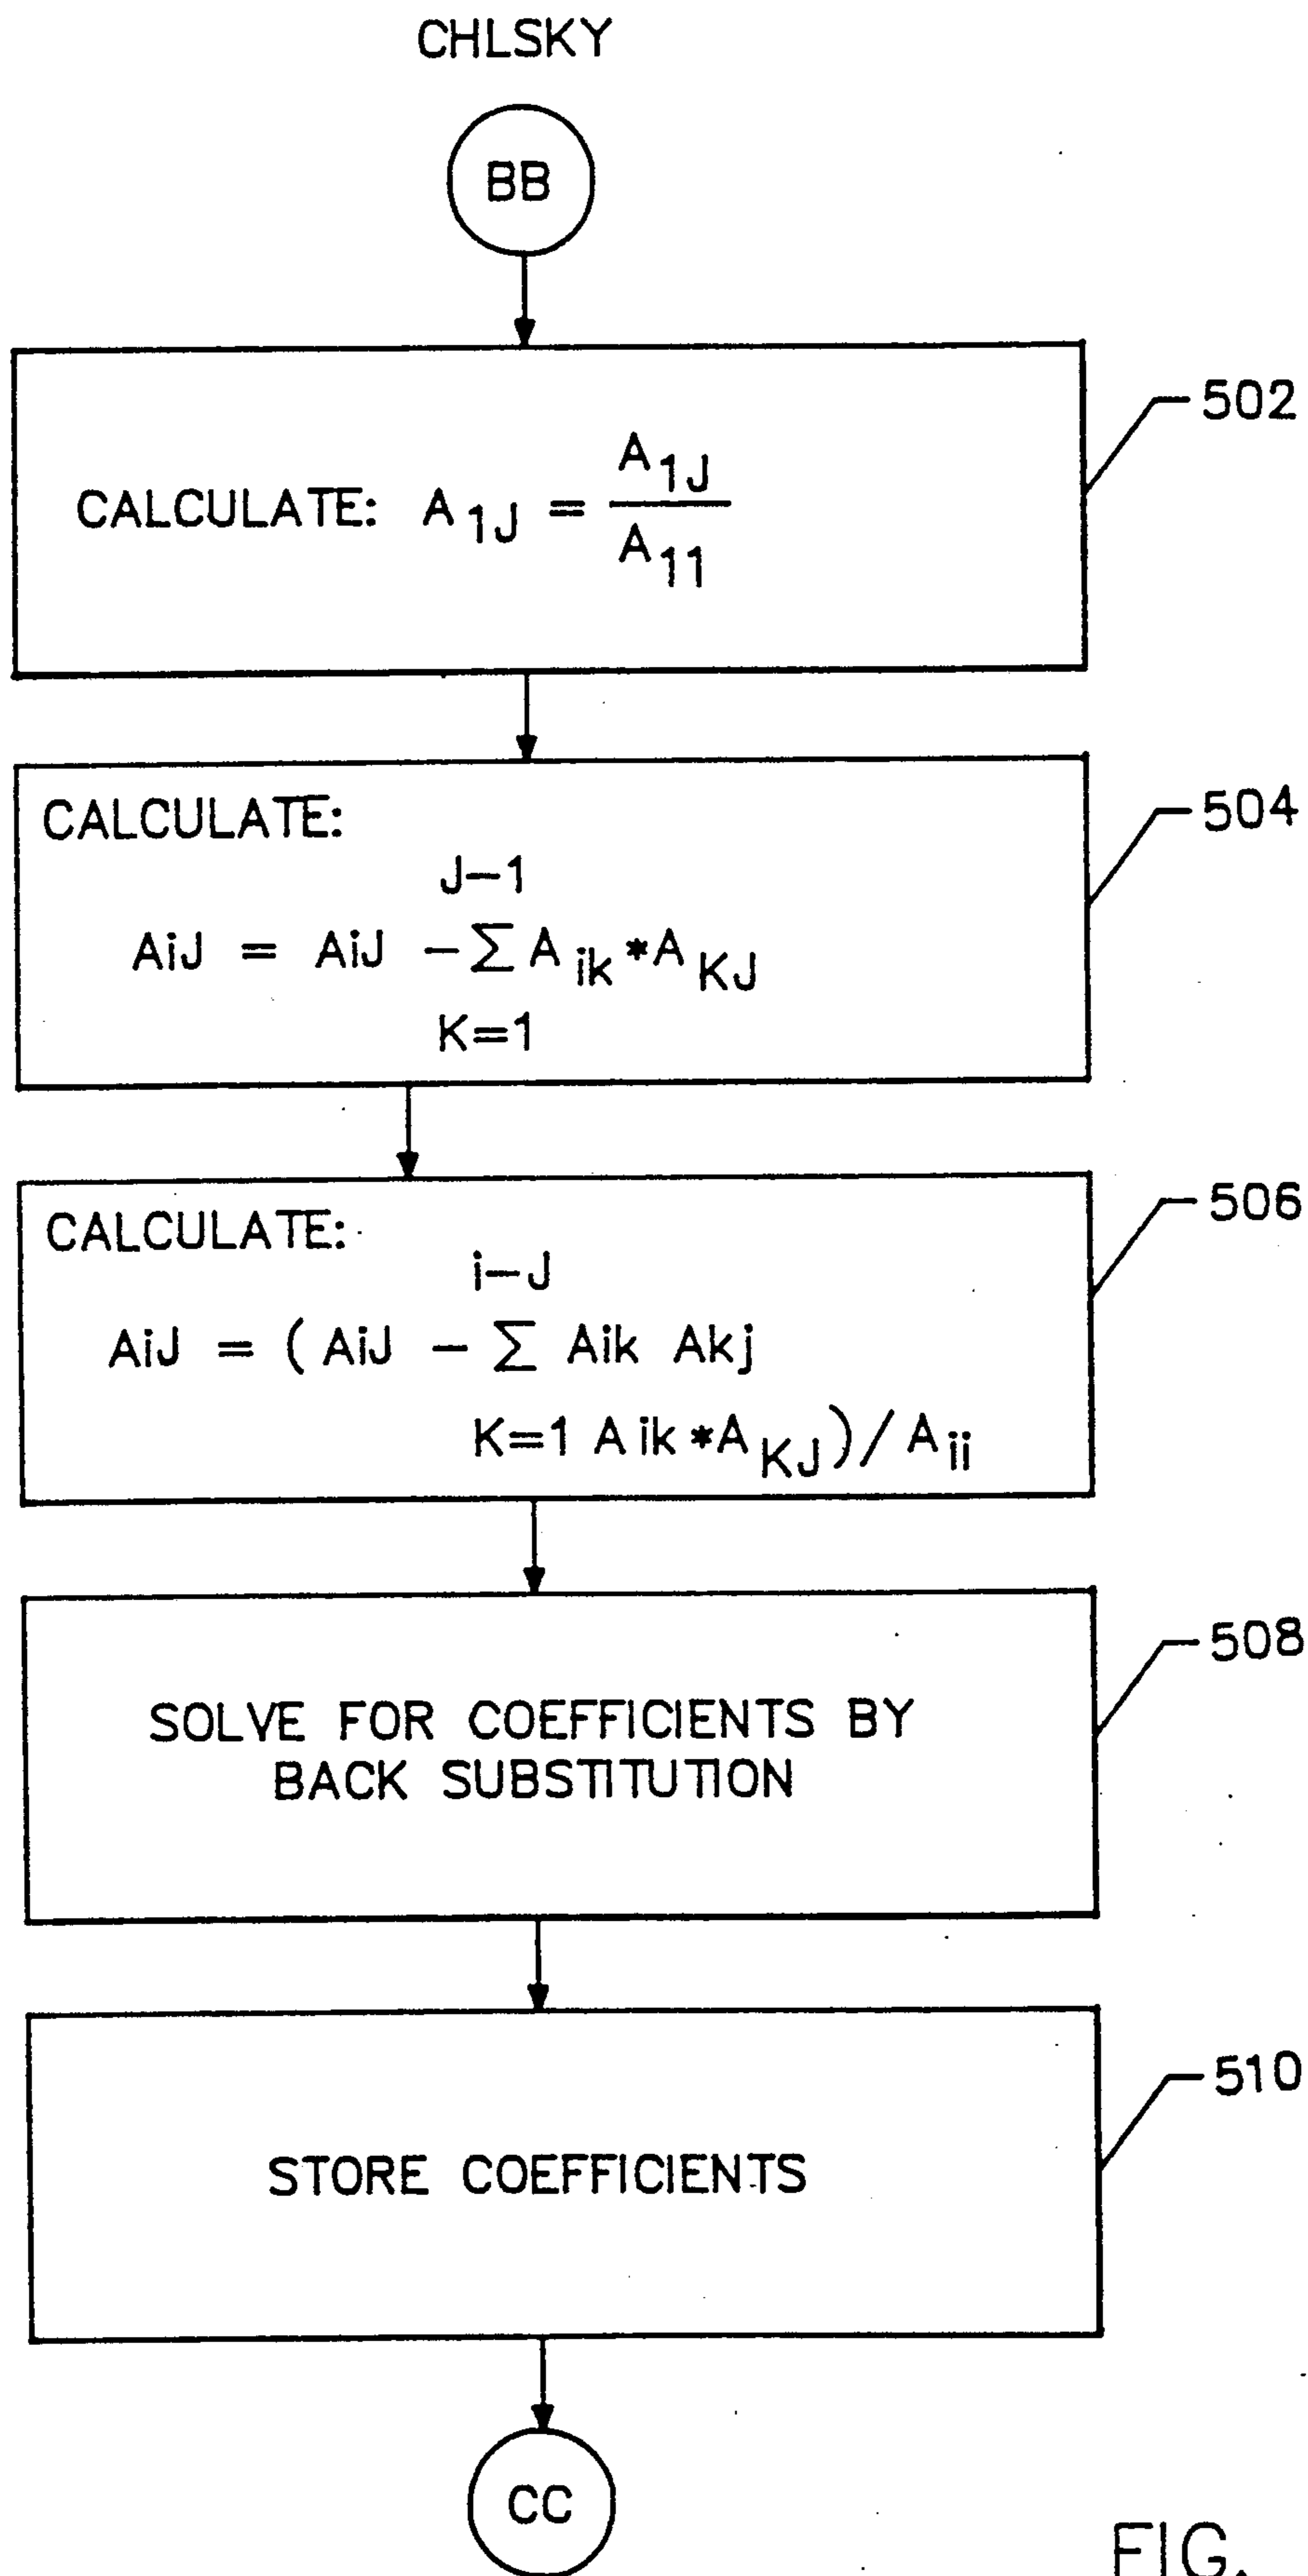 CHLSKY
BB
502
CALCULATE: A1J = A1J
A11
504
CALCULATE:
J-1
AiJ = AiJ - Σ Aik *AKJ
K=1
506
CALCULATE:
i-J
AiJ = ( AiJ - Σ Aik Akj
K=1 Aik *AKJ ) / Aii
508
SOLVE FOR COEFFICIENTS BY
BACK SUBSTITUTION
510
STORE COEFFICIENTS
CC
FIG.